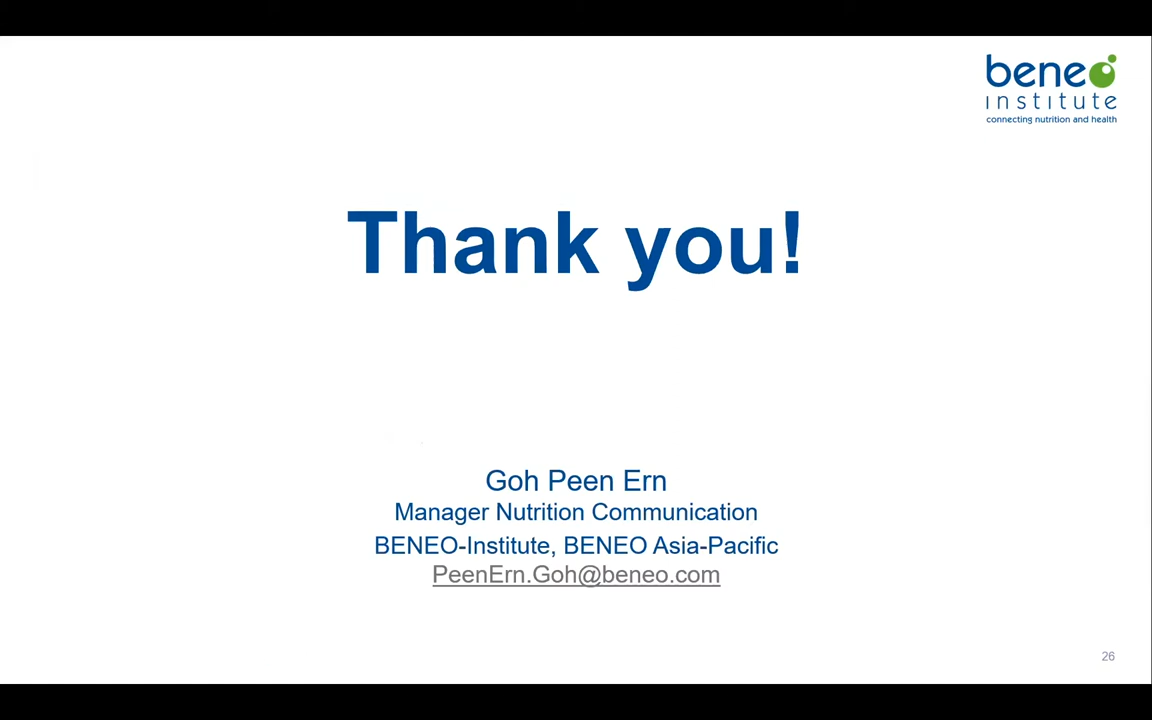 beneo
institute
connecting nutrition and health
Thank you!
Goh Peen Ern
Manager Nutrition Communication
BENEO-Institute, BENEO Asia-Pacific
PeenErn.Goh@beneo.com
26